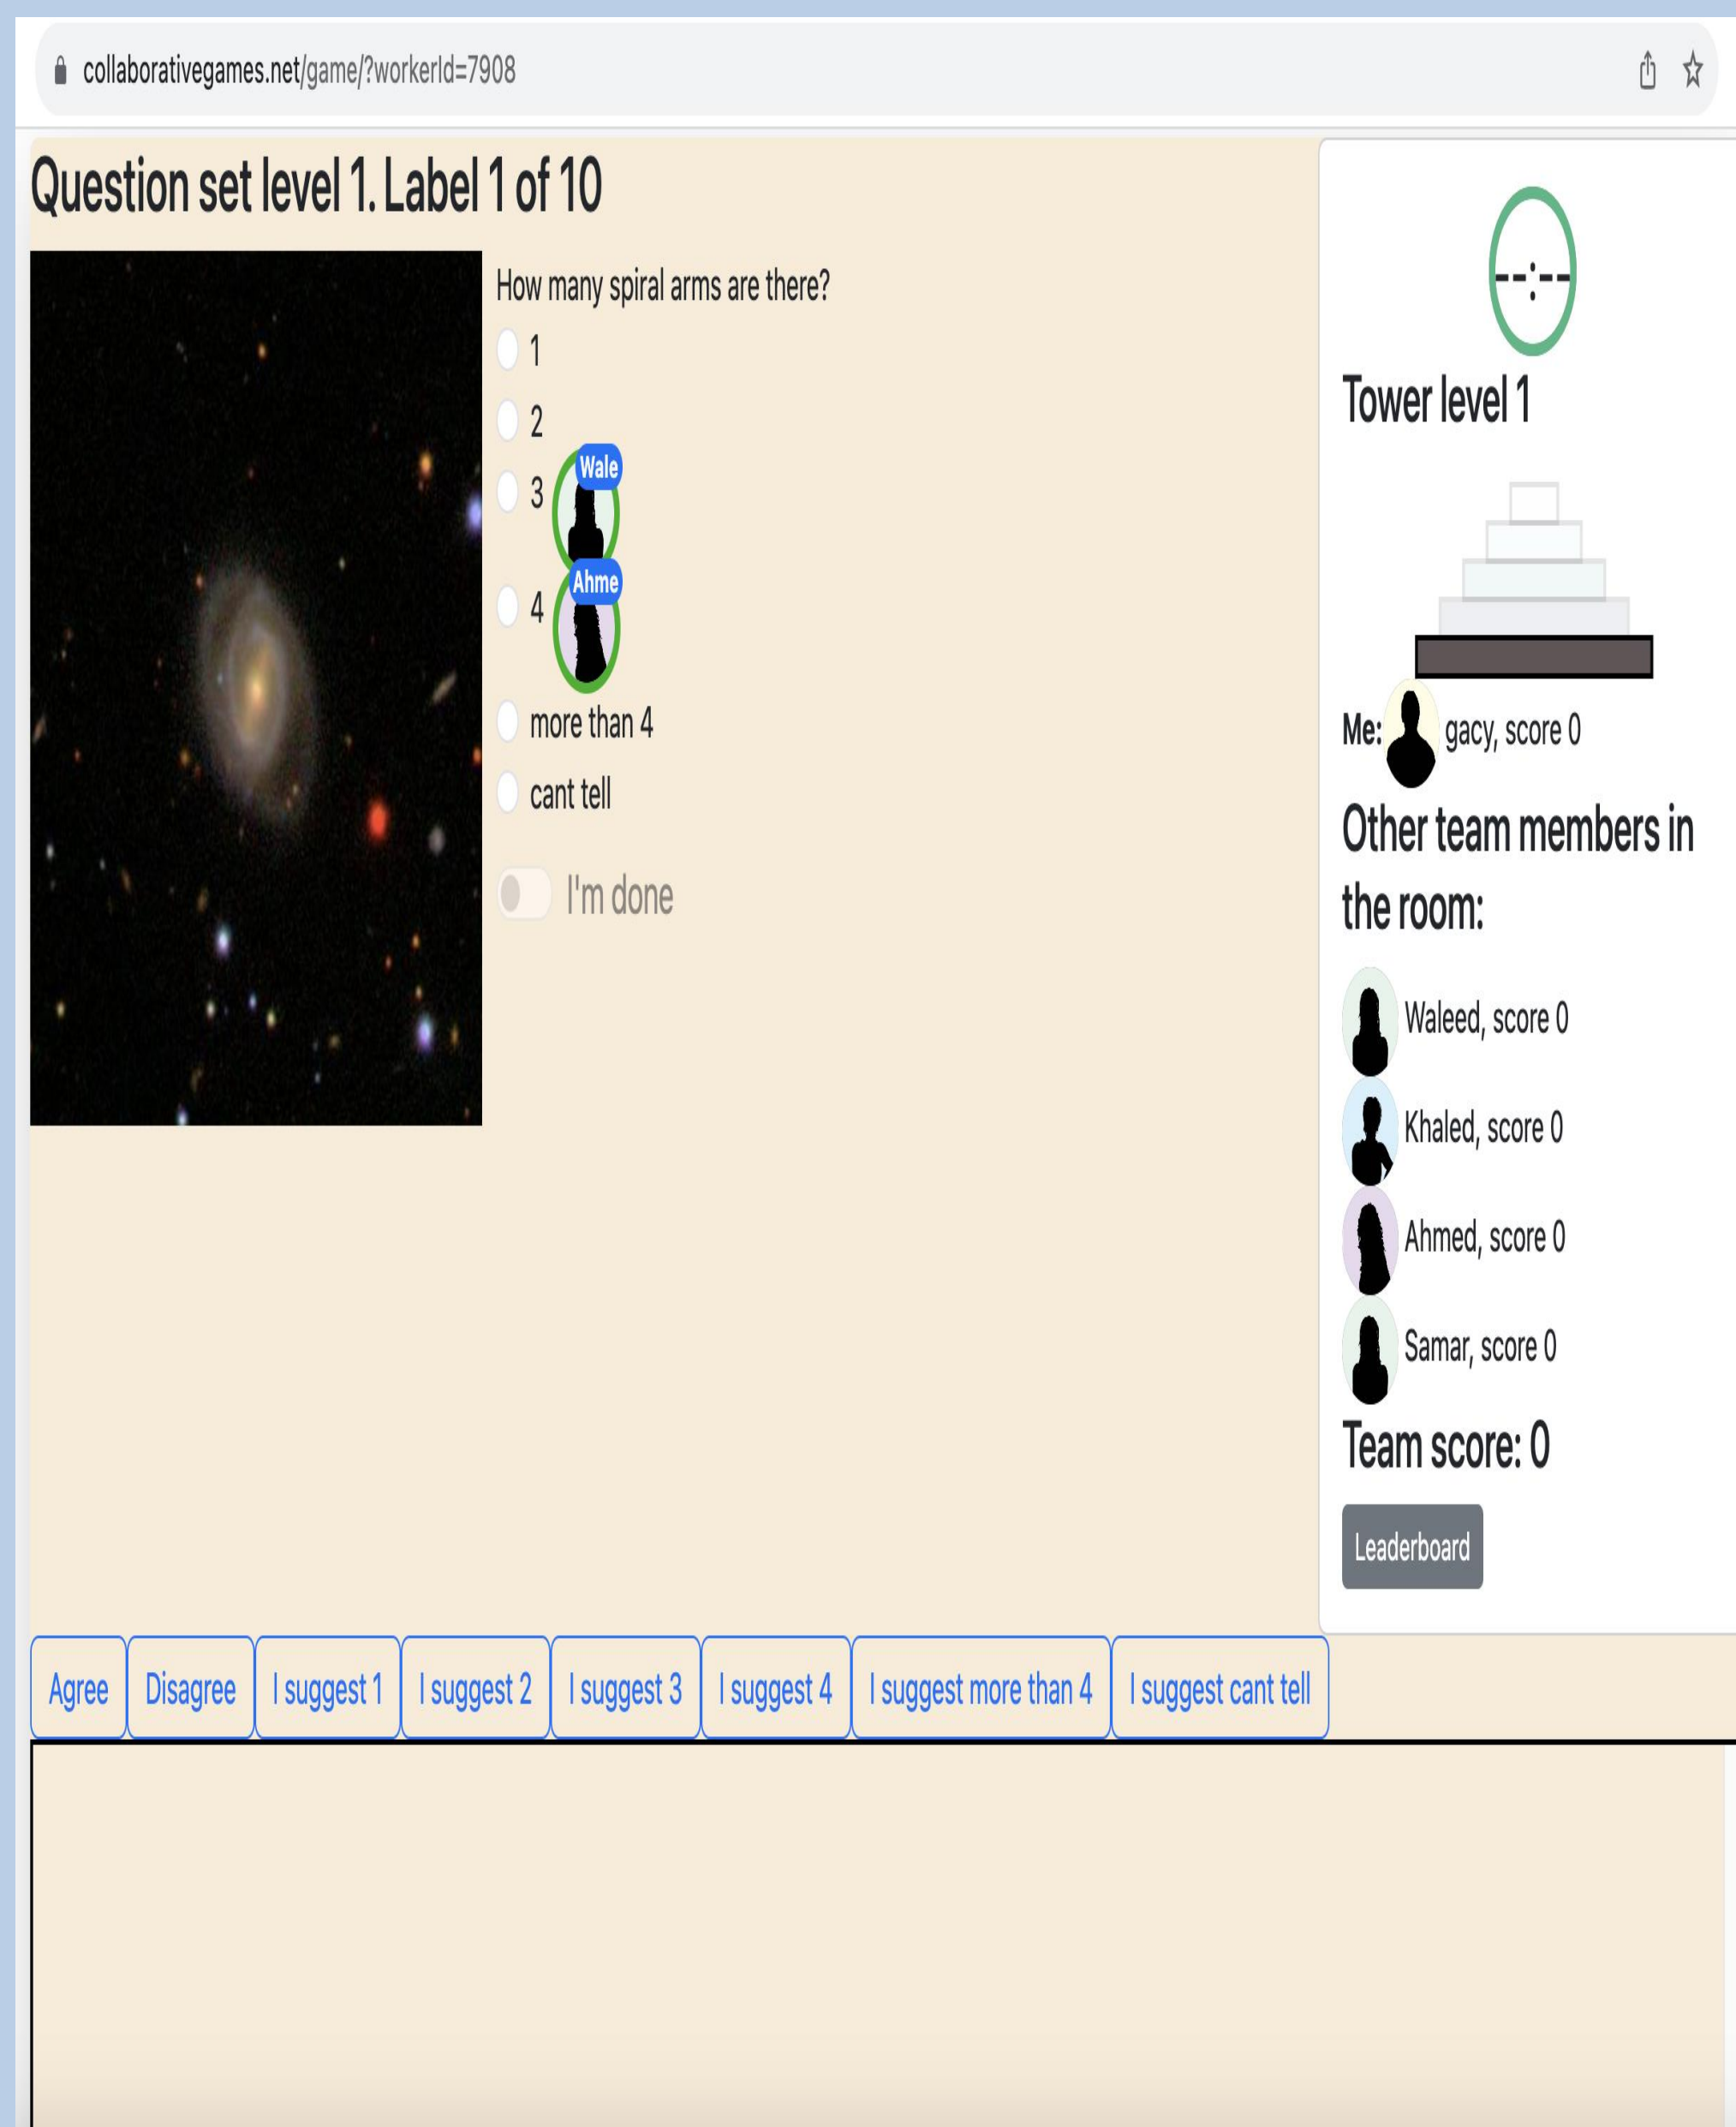 collaborativegames.net/game/?workerId=7908
Question set level 1. Label 1 of 10
How many spiral arms are there?
1
2
3
Wale
4
Ahme
more than 4
cant tell
I'm done
--:--
Tower level 1
Me: gacy, score 0
Other team members in
the room:
Waleed, score 0
Khaled, score 0
Ahmed, score 0
Samar, score 0
Team score: 0
Leaderboard
Agree Disagree I suggest 1 I suggest 2 I suggest 3 I suggest 4 I suggest more than 4 I suggest cant tell